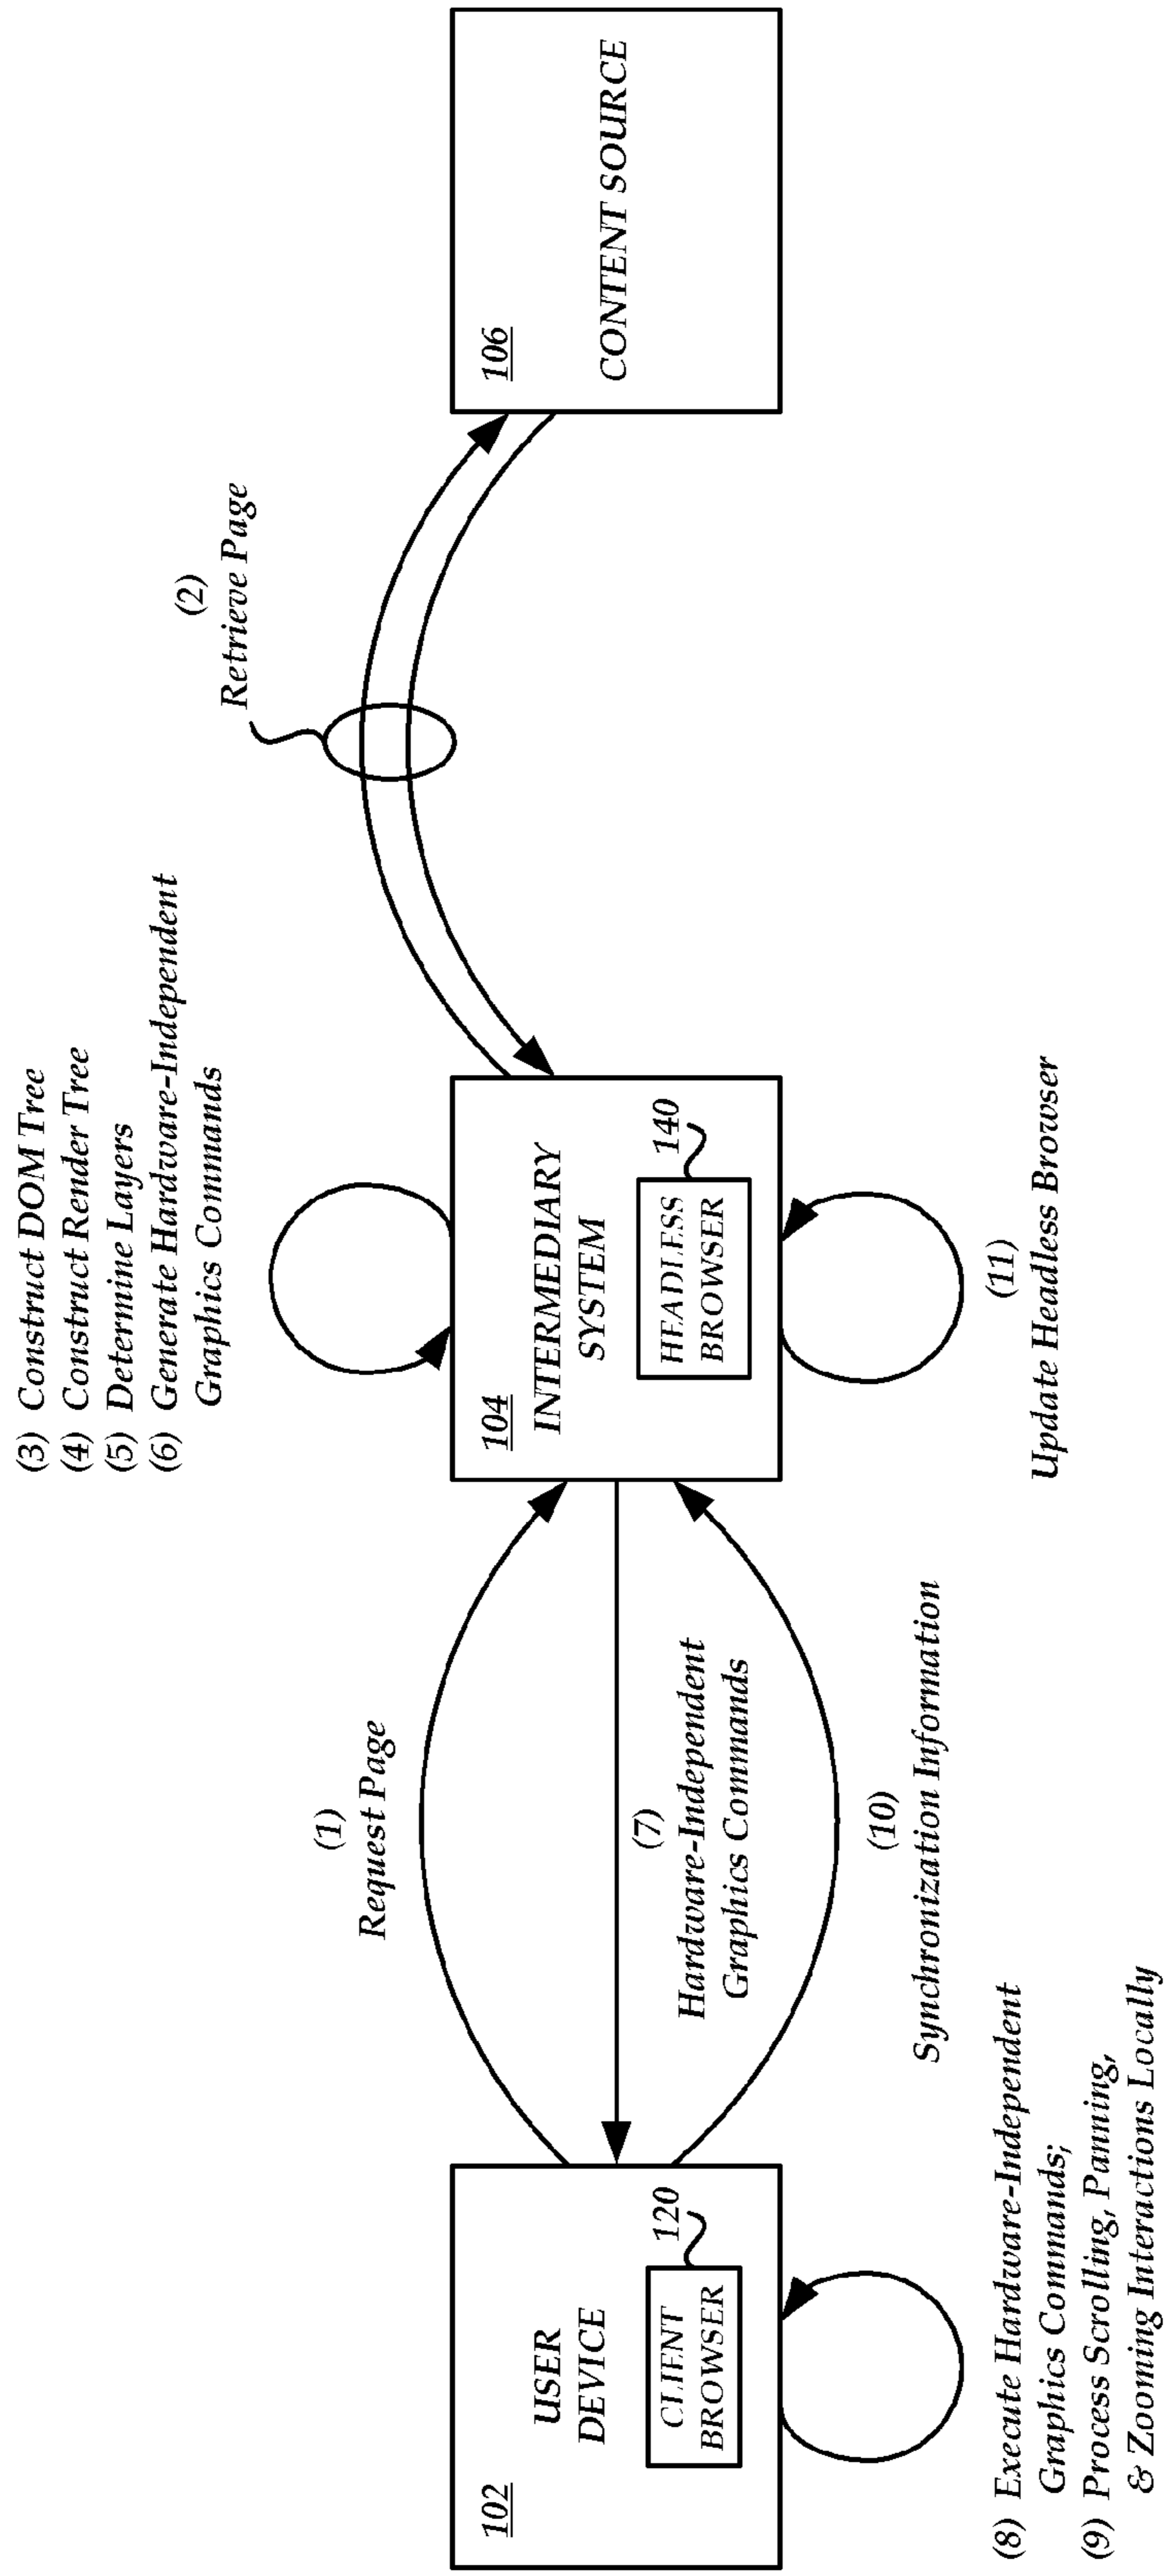 (3) Construct DOM Tree
(4) Construct Render Tree
(5) Determine Layers
(6) Generate Hardware-Independent
Graphics Commands
(2)
Retrieve Page
(1)
Request Page
102
USER
DEVICE
CLIENT
BROWSER
120
104
INTERMEDIARY
SYSTEM
HEADLESS
BROWSER
140
106
CONTENT SOURCE
(7)
Hardware-Independent
Graphics Commands
(10)
Synchronization Information
(8) Execute Hardware-Independent
Graphics Commands;
(9) Process Scrolling, Panning,
& Zooming Interactions Locally
(11)
Update Headless Browser